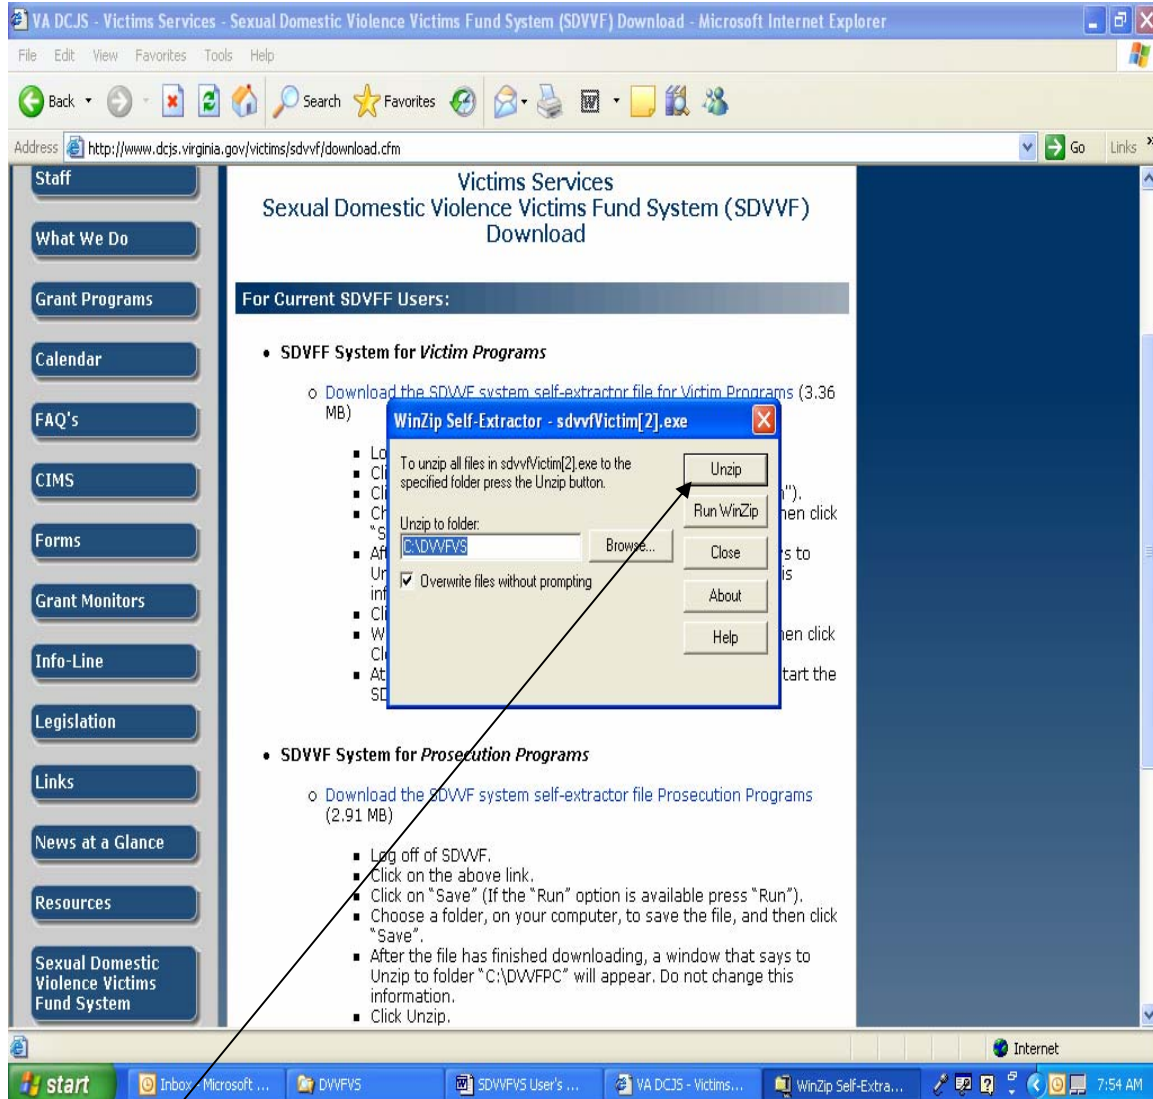 VA DCJS - Victims Services - Sexual Domestic Violence Victims Fund System (SDVVF) Download - Microsoft Internet Explorer
File Edit View Favorites Tools Help
Back Search Favorites
Address http://www.dcjs.virginia.gov/victims/sdvvf/download.cfm Go Links »
Staff
What We Do
Grant Programs
Calendar
FAQ's
CIMS
Forms
Grant Monitors
Info-Line
Legislation
Links
News at a Glance
Resources
Sexual Domestic
Violence Victims
Fund System
Victims Services
Sexual Domestic Violence Victims Fund System (SDVVF)
Download
For Current SDVFF Users:
• SDVFF System for Victim Programs
o Download the SDVVF system self-extractor file for Victim Programs (3.36
MB)
WinZip Self-Extractor - sdvvfVictim[2].exe
To unzip all files in sdvvfVictim[2].exe to the
specified folder press the Unzip button.
Unzip to folder:
C:\DVVFVS
Browse...
Overwrite files without prompting
Unzip
Run WinZip
Close
About
Help
").
hen click
s to
is
hen click
tart the
• SDVVF System for Prosecution Programs
o Download the SDVVF system self-extractor file Prosecution Programs
(2.91 MB)
▪ Log off of SDVVF.
▪ Click on the above link.
▪ Click on "Save" (If the "Run" option is available press "Run").
▪ Choose a folder, on your computer, to save the file, and then click
"Save".
▪ After the file has finished downloading, a window that says to
Unzip to folder "C:\DVVFPC" will appear. Do not change this
information.
▪ Click Unzip.
Internet
start Inbox - Microsoft ... DVVFVS SDVVFVS User's ... VA DCJS - Victims... WinZip Self-Extra... 7:54 AM